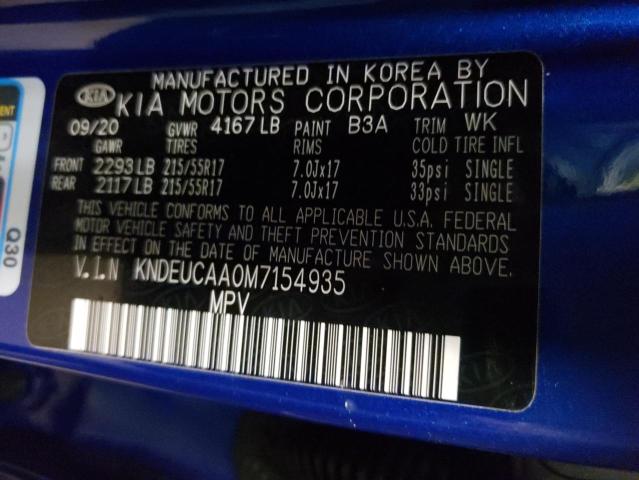 MANUFACTURED IN KOREA BY
KIA KIA MOTORS CORPORATION
09/20 GVWR 4167 LB PAINT B3A TRIM WK
GAWR TIRES RIMS COLD TIRE INFL
FRONT 2293 LB 215/55R17 7.0Jx17 35psi SINGLE
REAR 2117 LB 215/55R17 7.0Jx17 33psi SINGLE
THIS VEHICLE CONFORMS TO ALL APPLICABLE U.S.A. FEDERAL
MOTOR VEHICLE SAFETY AND THEFT PREVENTION STANDARDS
IN EFFECT ON THE DATE OF MANUFACTURE SHOWN ABOVE.
V.I.N KNDEUCAA0M7154935
MPV
Q30